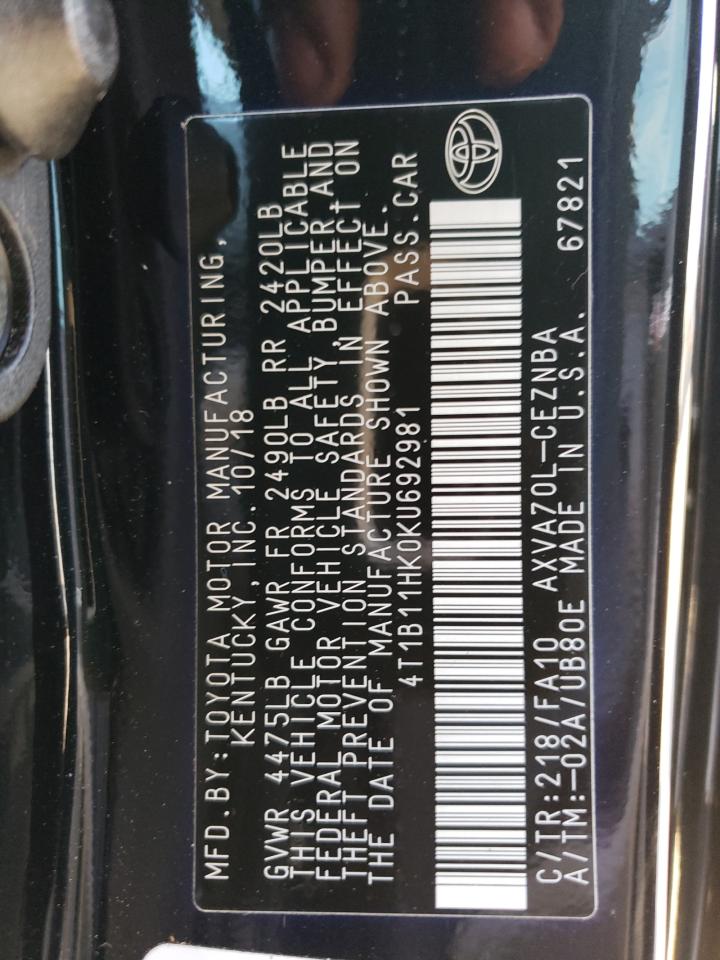 MFD.BY:TOYOTA MOTOR MANUFACTURING,
KENTUCKY,INC. 10/18
GVWR 4475LB GAWR FR 2490LB RR 2420LB
THIS VEHICLE CONFORMS TO ALL APPLICABLE
FEDERAL MOTOR VEHICLE SAFETY, BUMPER, AND
THEFT PREVENTION STANDARDS IN EFFECT ON
THE DATE OF MANUFACTURE SHOWN ABOVE.
4T1B11HK0KU692981 PASS.CAR
C/TR:218/FA10 AXVA70L-CEZNBA
A/TM:-02A/UB80E MADE IN U.S.A. 67821